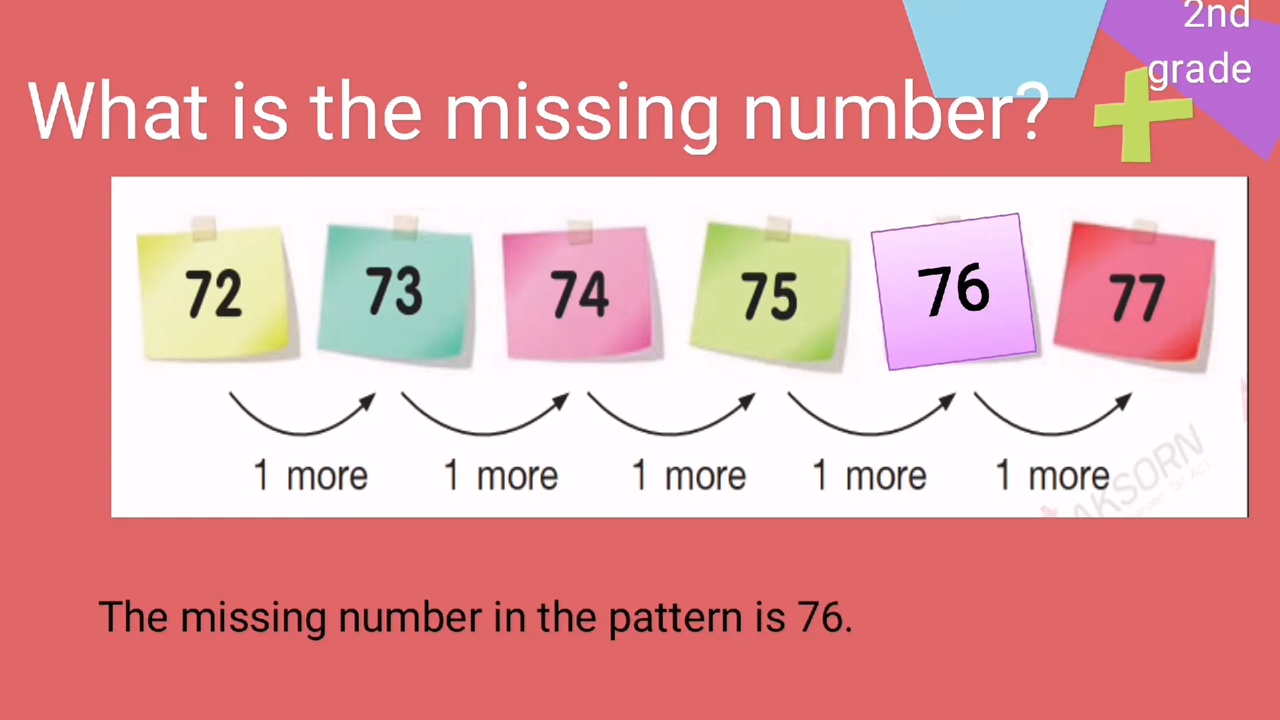 2nd
grade
What is the missing number?
72 73 74 75 76 77
1 more 1 more 1 more 1 more 1 more
AKSORN
The missing number in the pattern is 76.